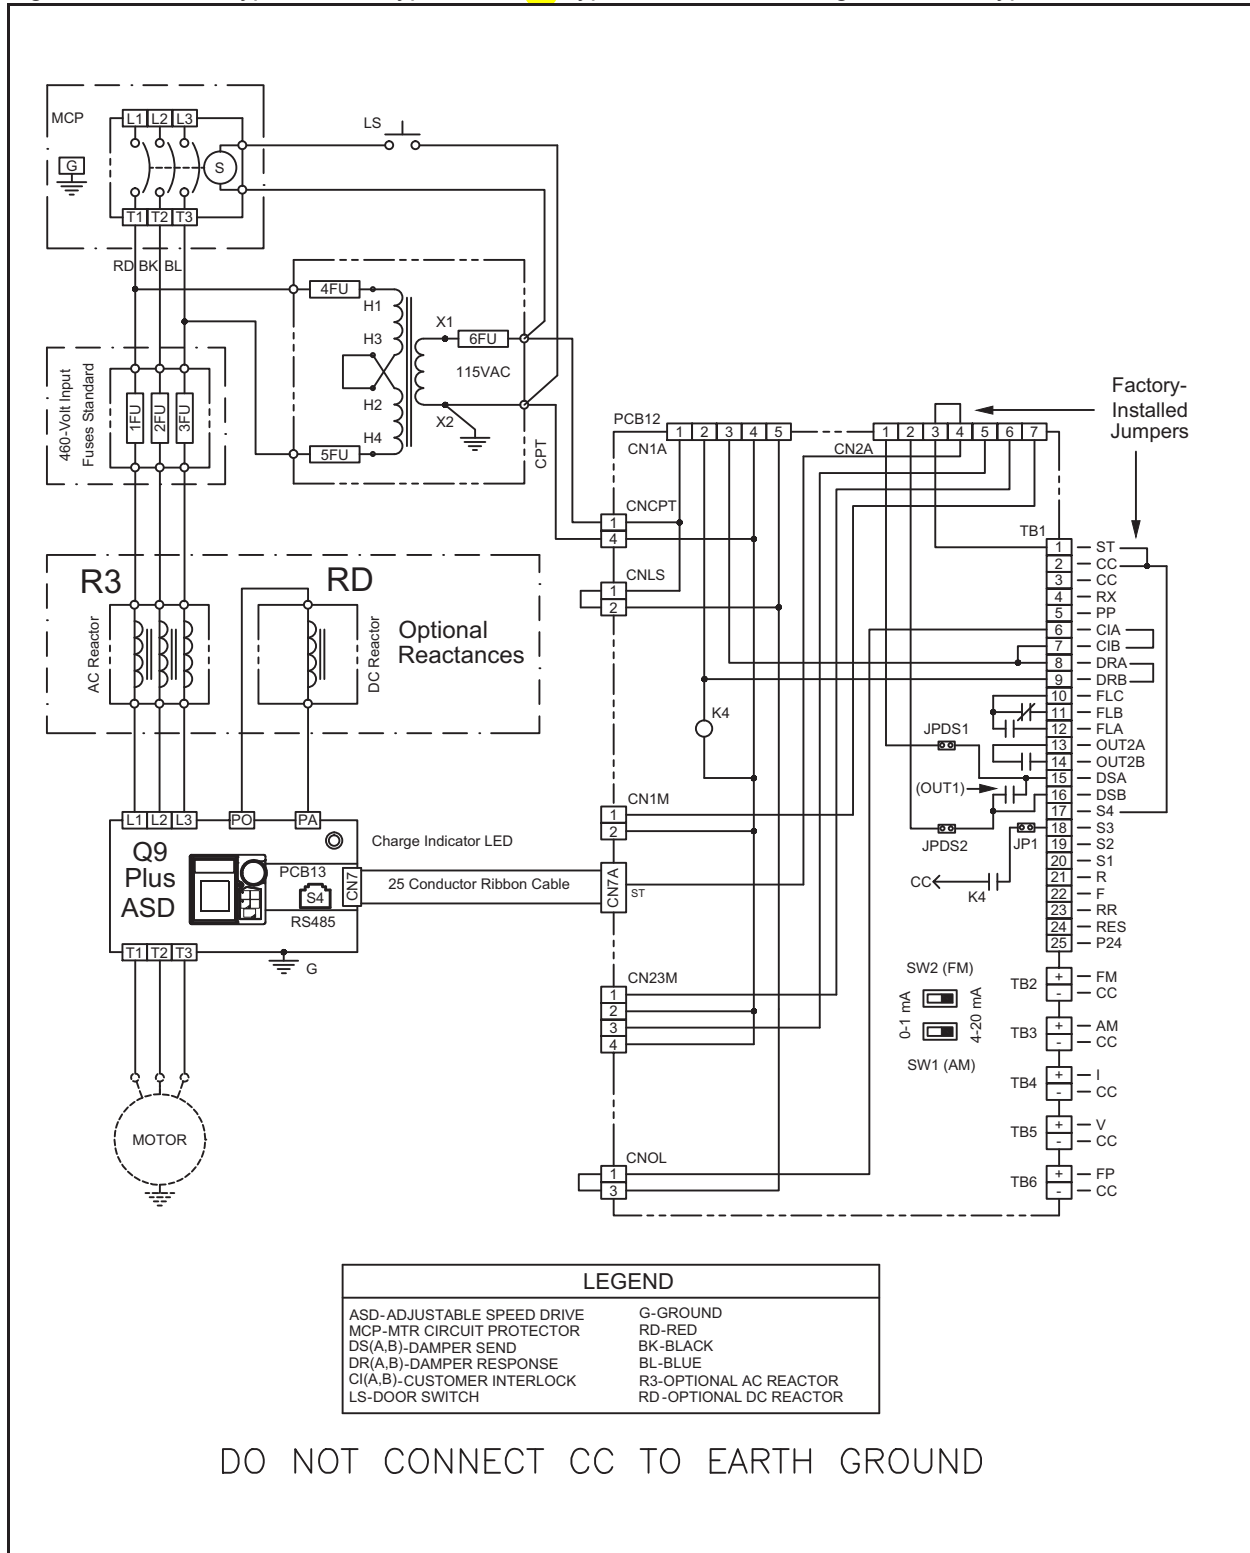 MCP
L1 L2 L3
G
S
T1 T2 T3
RD BK BL
LS
4FU
H1
H3
H2
H4
5FU
X1
6FU
115VAC
X2
CPT
460-Volt Input
Fuses Standard
1FU
2FU
3FU
R3
RD
AC Reactor
DC Reactor
Optional
Reactances
L1 L2 L3 PO PA
Charge Indicator LED
Q9
Plus
ASD
PCB13
S4
RS485
CN7
25 Conductor Ribbon Cable
CN7A
ST
T1 T2 T3
G
MOTOR
PCB12
1 2 3 4 5
CN1A
1 2 3 4 5 6 7
CN2A
Factory-
Installed
Jumpers
CNCPT
1
4
CNLS
1
2
K4
CN1M
1
2
CN23M
1
2
3
4
CNOL
1
3
JPDS1
(OUT1)
JPDS2
JP1
CC
K4
TB1
1 ST
2 CC
3 CC
4 RX
5 PP
6 CIA
7 CIB
8 DRA
9 DRB
10 FLC
11 FLB
12 FLA
13 OUT2A
14 OUT2B
15 DSA
16 DSB
17 S4
18 S3
19 S2
20 S1
21 R
22 F
23 RR
24 RES
25 P24
SW2 (FM)
0-1 mA
4-20 mA
SW1 (AM)
TB2 + FM
- CC
TB3 + AM
- CC
TB4 + I
- CC
TB5 + V
- CC
TB6 + FP
- CC
LEGEND
ASD-ADJUSTABLE SPEED DRIVE
MCP-MTR CIRCUIT PROTECTOR
DS(A,B)-DAMPER SEND
DR(A,B)-DAMPER RESPONSE
CI(A,B)-CUSTOMER INTERLOCK
LS-DOOR SWITCH
G-GROUND
RD-RED
BK-BLACK
BL-BLUE
R3-OPTIONAL AC REACTOR
RD-OPTIONAL DC REACTOR
DO NOT CONNECT CC TO EARTH GROUND